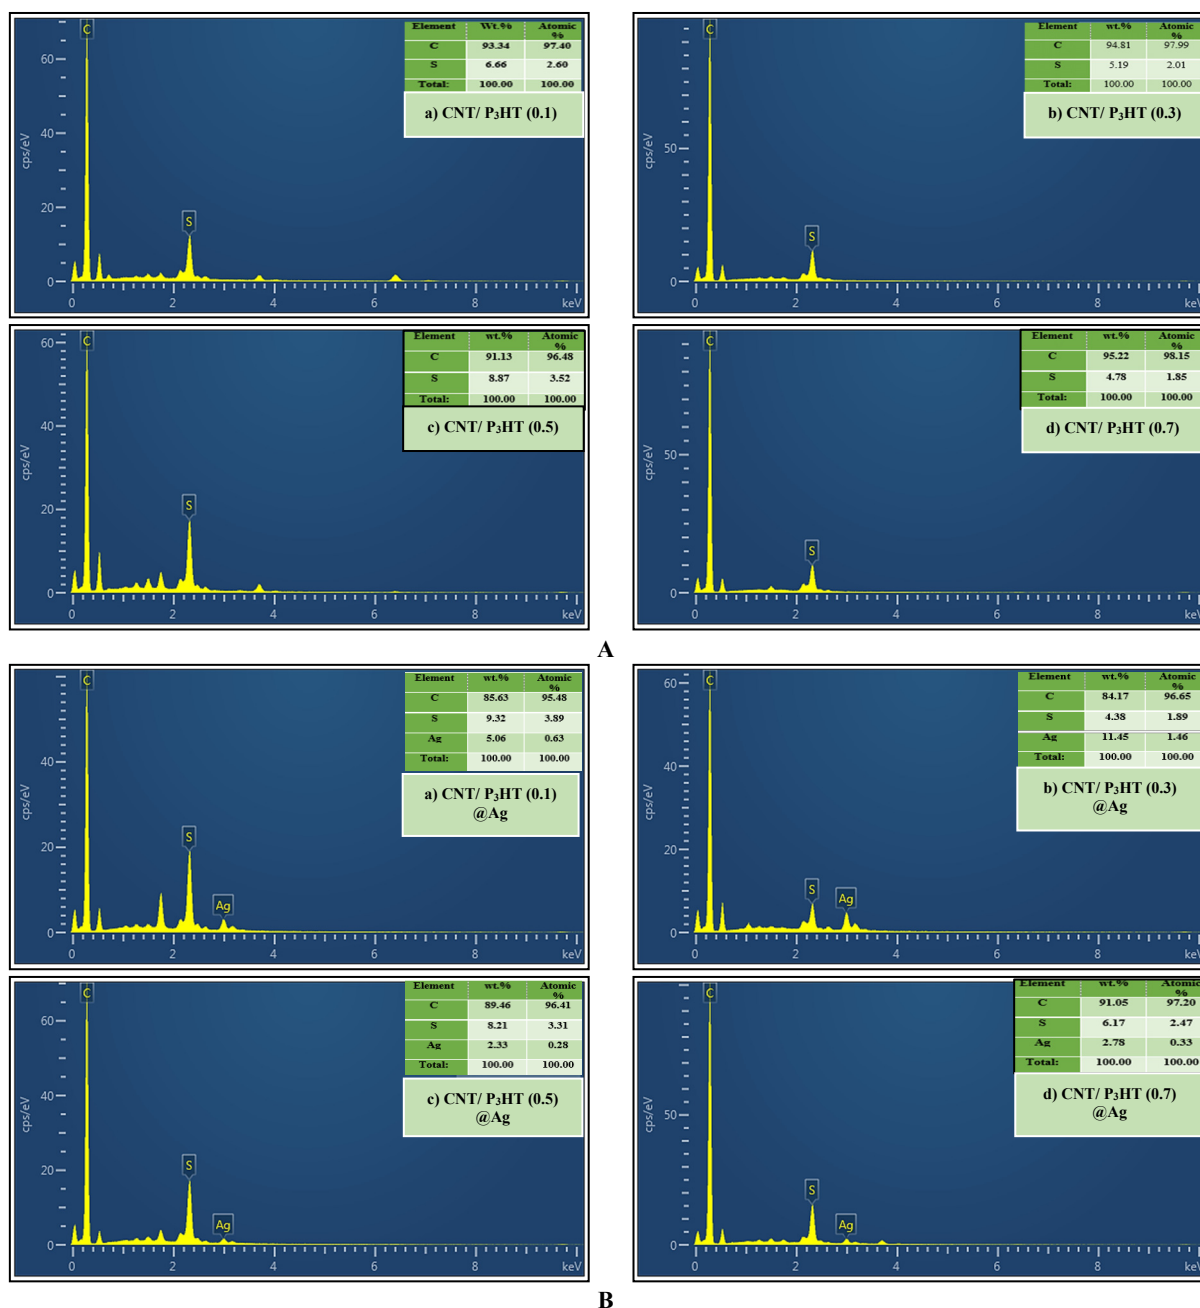 C
60
40
20
0
cps/eV
S
0 2 4 6 8 keV
Element Wt.% Atomic %
C 93.34 97.40
S 6.66 2.60
Total: 100.00 100.00
a) CNT/ P₃HT (0.1)
C
50
0
cps/eV
S
0 2 4 6 8 keV
Element wt.% Atomic %
C 94.81 97.99
S 5.19 2.01
Total: 100.00 100.00
b) CNT/ P₃HT (0.3)
C
60
40
20
0
cps/eV
S
0 2 4 6 8 keV
Element wt.% Atomic %
C 91.13 96.48
S 8.87 3.52
Total: 100.00 100.00
c) CNT/ P₃HT (0.5)
C
50
0
cps/eV
S
0 2 4 6 8 keV
Element wt.% Atomic %
C 95.22 98.15
S 4.78 1.85
Total: 100.00 100.00
d) CNT/ P₃HT (0.7)
A
C
40
20
0
cps/eV
S
Ag
0 2 4 6 8 keV
Element wt.% Atomic %
C 85.63 95.48
S 9.32 3.89
Ag 5.06 0.63
Total: 100.00 100.00
a) CNT/ P₃HT (0.1)
@Ag
C
60
40
20
0
cps/eV
S
Ag
0 2 4 6 8 keV
Element wt.% Atomic %
C 84.17 96.65
S 4.38 1.89
Ag 11.45 1.46
Total: 100.00 100.00
b) CNT/ P₃HT (0.3)
@Ag
C
60
40
20
0
cps/eV
S
Ag
0 2 4 6 8 keV
Element wt.% Atomic %
C 89.46 96.41
S 8.21 3.31
Ag 2.33 0.28
Total: 100.00 100.00
c) CNT/ P₃HT (0.5)
@Ag
C
50
0
cps/eV
S
Ag
0 2 4 6 8 keV
Element wt.% Atomic %
C 91.05 97.20
S 6.17 2.47
Ag 2.78 0.33
Total: 100.00 100.00
d) CNT/ P₃HT (0.7)
@Ag
B